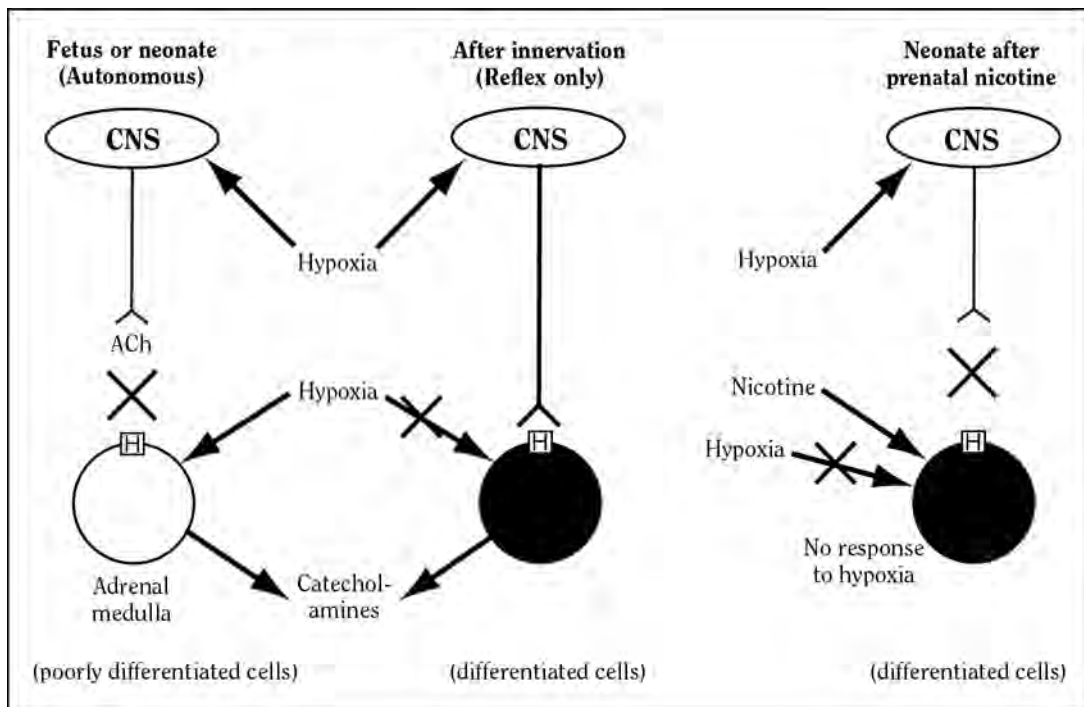 Fetus or neonate
(Autonomous)
After innervation
(Reflex only)
Neonate after
prenatal nicotine
CNS
CNS
CNS
Hypoxia
Hypoxia
ACh
Hypoxia
Nicotine
Hypoxia
H
H
H
No response
to hypoxia
Adrenal
medulla
Catechol-
amines
(poorly differentiated cells)
(differentiated cells)
(differentiated cells)